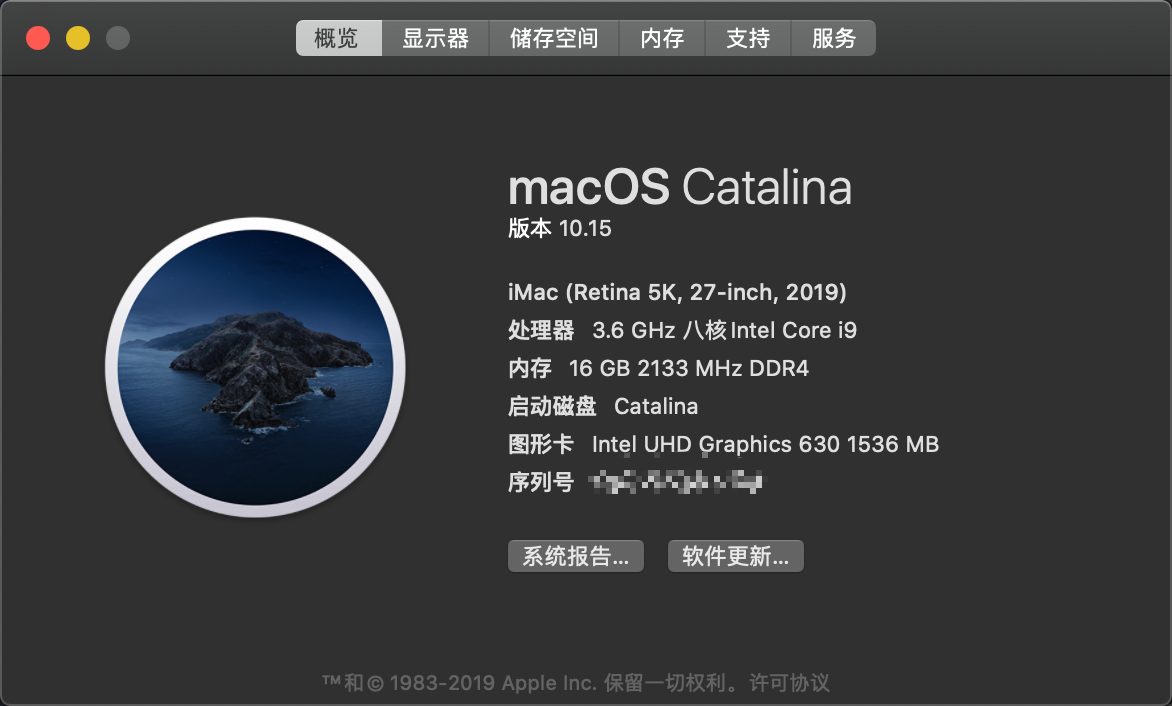 概览 显示器 储存空间 内存 支持 服务
macOS Catalina
版本 10.15
iMac (Retina 5K, 27-inch, 2019)
处理器 3.6 GHz 八核Intel Core i9
内存 16 GB 2133 MHz DDR4
启动磁盘 Catalina
图形卡 Intel UHD Graphics 630 1536 MB
序列号
系统报告... 软件更新...
™和© 1983-2019 Apple Inc. 保留一切权利。许可协议